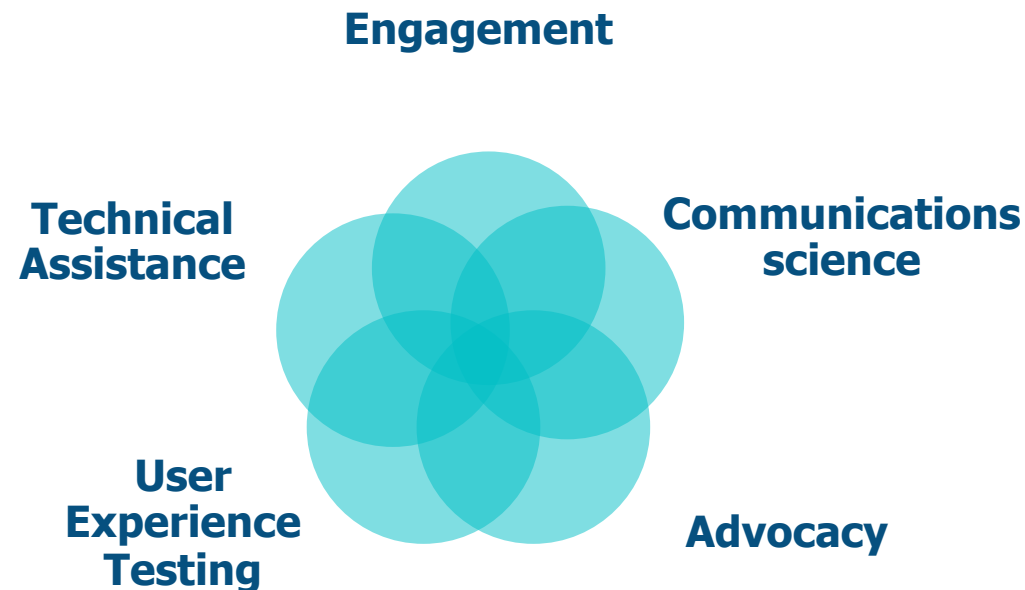 Engagement
Technical
Assistance
Communications
science
User
Experience
Testing
Advocacy